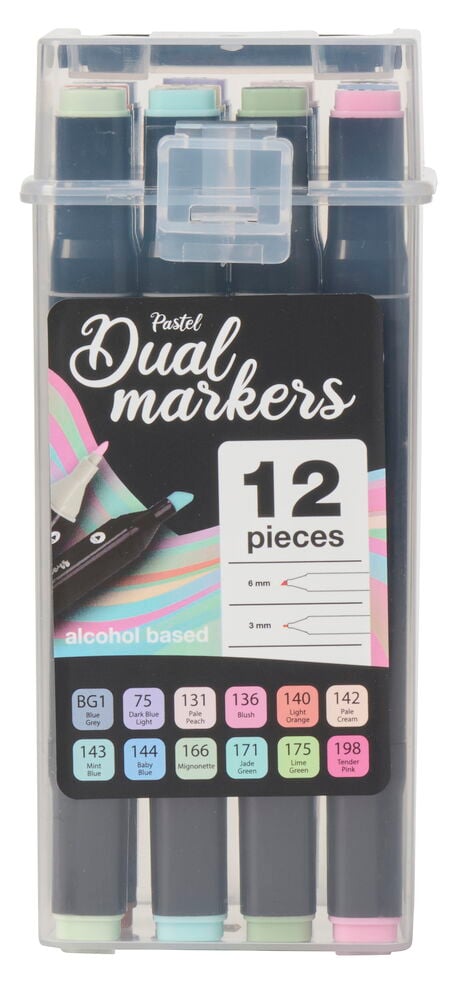 Pastel
Dual
markers
12
pieces
6 mm
3 mm
alcohol based
BG1 75 131 136 140 142
Blue Grey Dark Blue Light Pale Peach Blush Light Orange Pale Cream
143 144 166 171 175 198
Mint Blue Baby Blue Mignonette Jade Green Lime Green Tender Pink